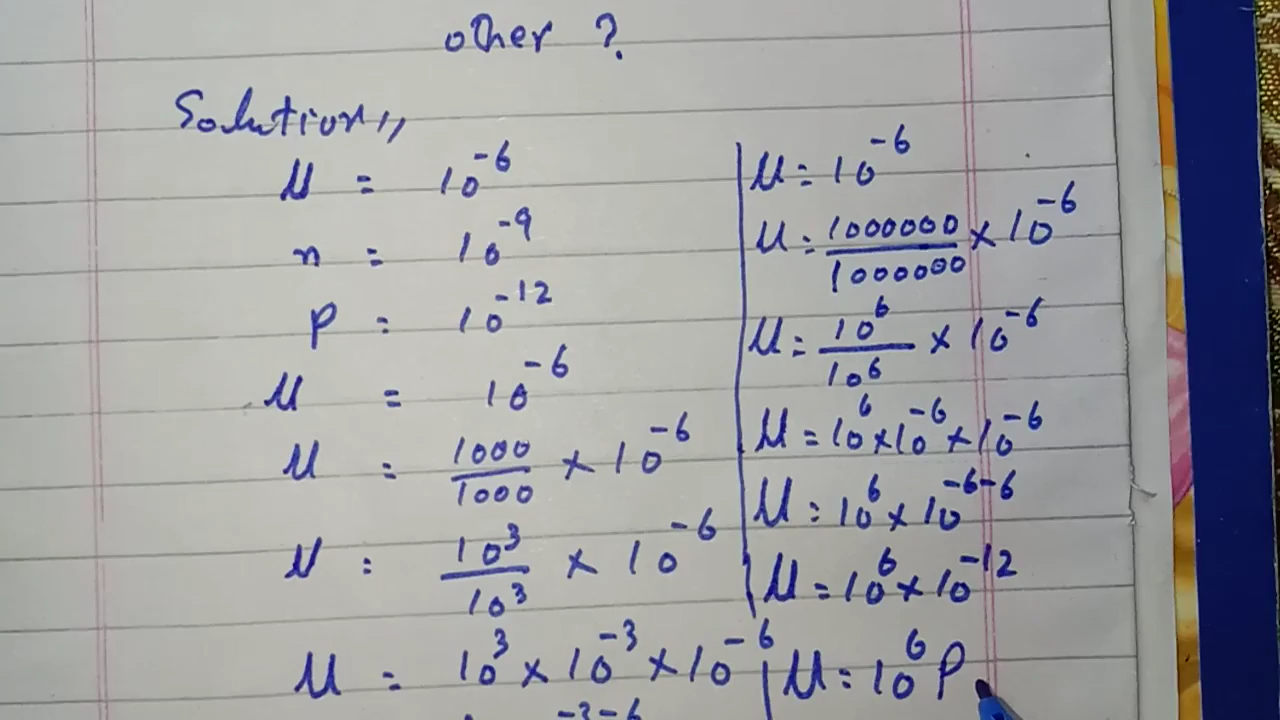 other ?
Solution,,
μ = 10^-6
n = 10^-9
p = 10^-12
μ = 10^-6
μ = 1000/1000 × 10^-6
μ = 10^3/10^3 × 10^-6
μ = 10^3 × 10^-3 × 10^-6
-3-6
μ = 10^-6
μ = 1000000/1000000 × 10^-6
μ = 10^6/10^6 × 10^-6
μ = 10^6 × 10^-6 × 10^-6
μ = 10^6 × 10^-6-6
μ = 10^6 × 10^-12
μ = 10^6 P